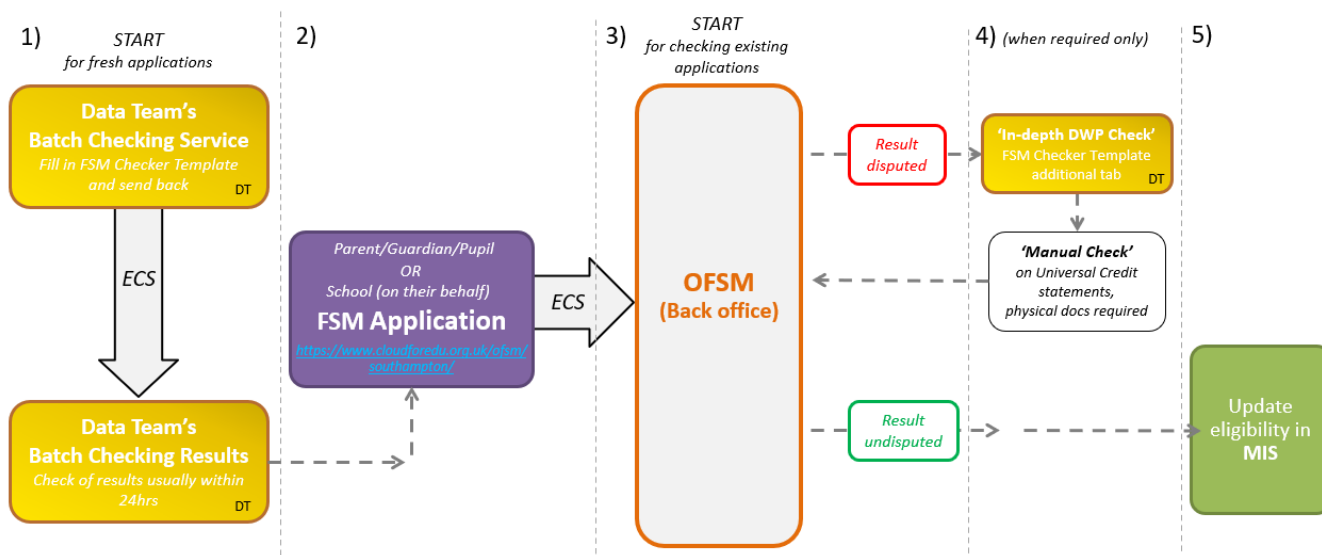 1)
START
for fresh applications
Data Team's
Batch Checking Service
Fill in FSM Checker Template
and send back
DT
ECS
Data Team's
Batch Checking Results
Check of results usually within
24hrs
DT
2)
Parent/Guardian/Pupil
OR
School (on their behalf)
FSM Application
https://www.cloudforedu.org.uk/ofsm/
southampton/
ECS
3)
START
for checking existing
applications
OFSM
(Back office)
Result
disputed
Result
undisputed
4) (when required only)
'In-depth DWP Check'
FSM Checker Template
additional tab
DT
'Manual Check'
on Universal Credit
statements,
physical docs required
5)
Update
eligibility in
MIS